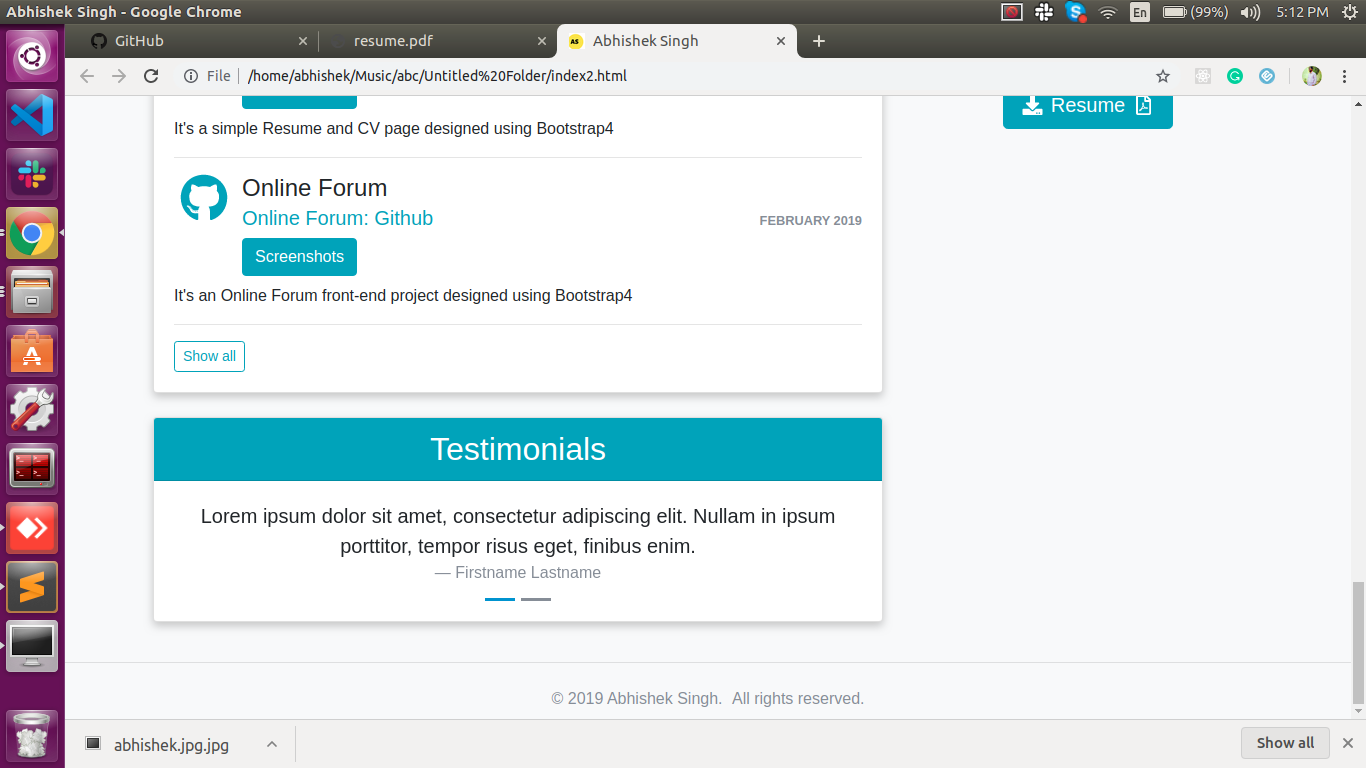 Abhishek Singh - Google Chrome
En (99%) 5:12 PM
GitHub
resume.pdf
AS Abhishek Singh
File /home/abhishek/Music/abc/Untitled%20Folder/index2.html
Resume
It's a simple Resume and CV page designed using Bootstrap4
Online Forum
Online Forum: Github
FEBRUARY 2019
Screenshots
It's an Online Forum front-end project designed using Bootstrap4
Show all
Testimonials
Lorem ipsum dolor sit amet, consectetur adipiscing elit. Nullam in ipsum
porttitor, tempor risus eget, finibus enim.
— Firstname Lastname
© 2019 Abhishek Singh. All rights reserved.
abhishek.jpg.jpg
Show all